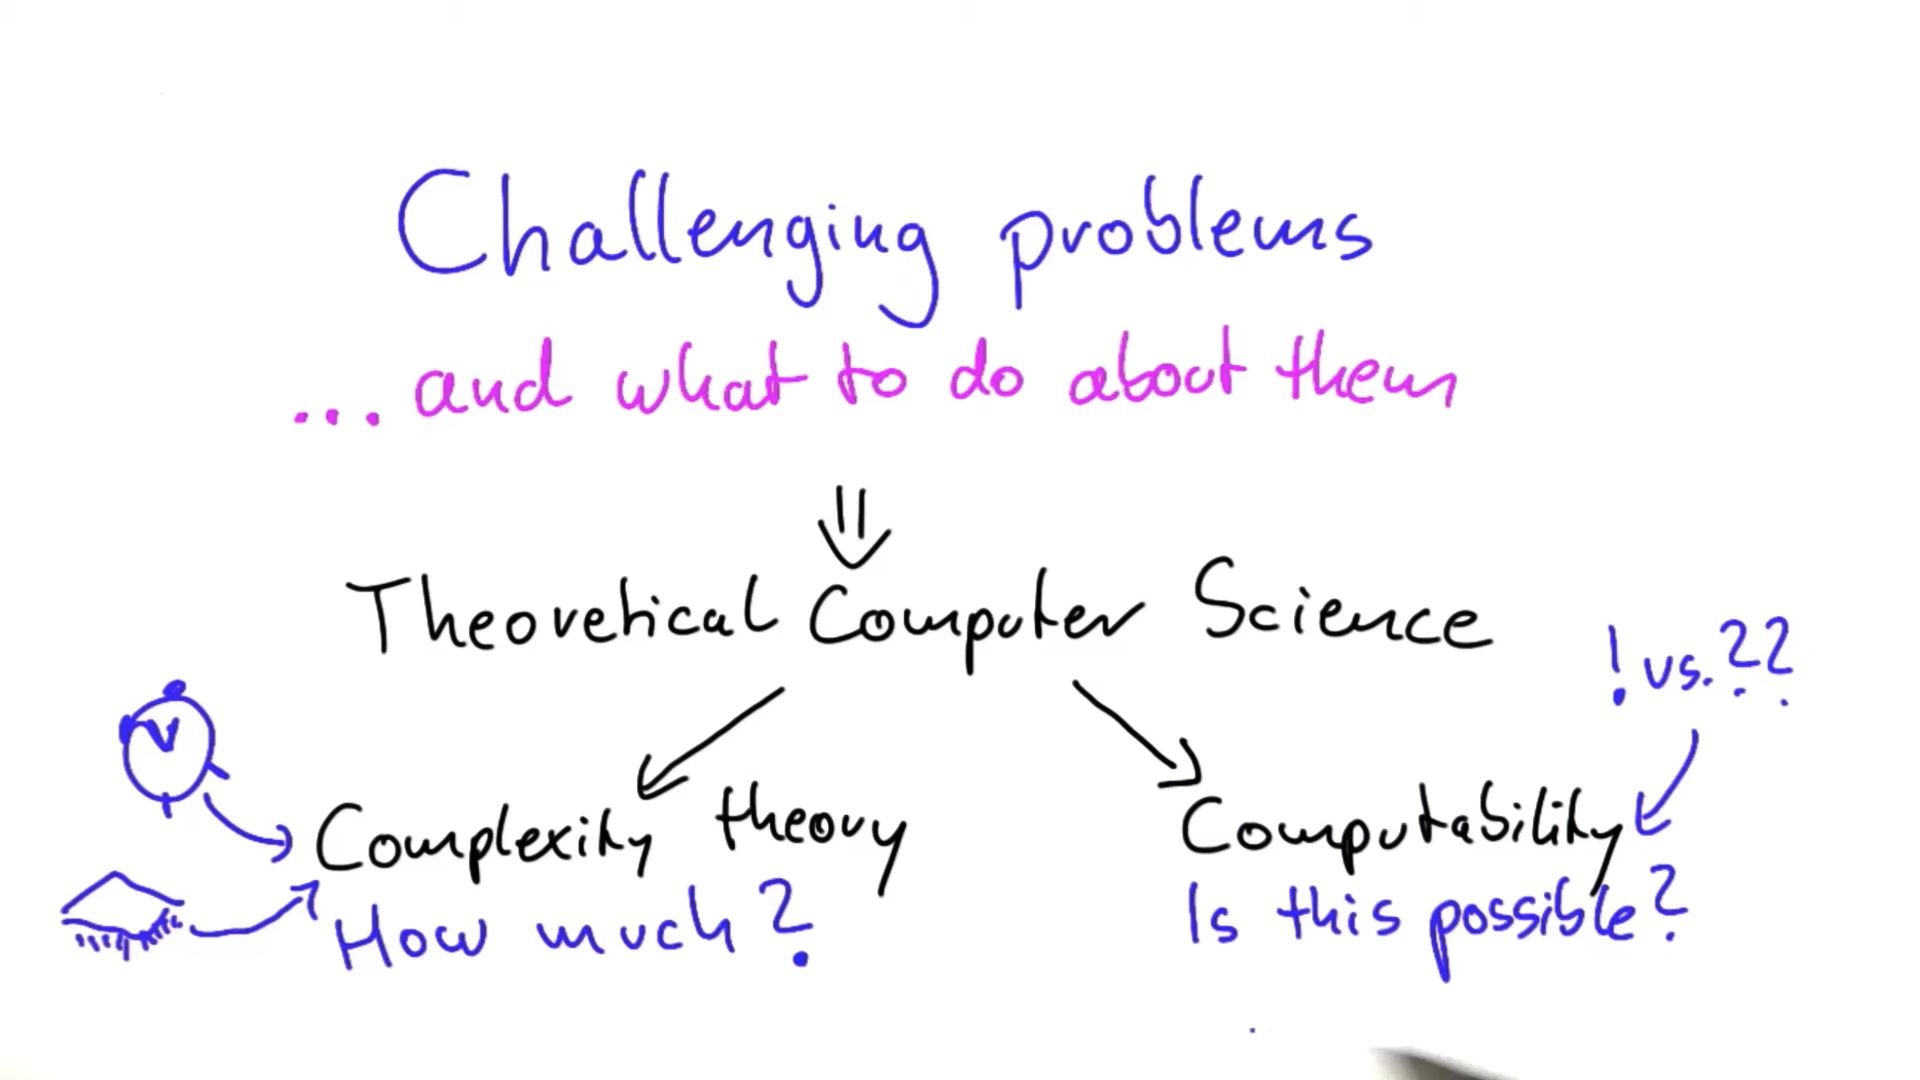 Challenging problems
... and what to do about them
Theoretical Computer Science
! vs. ??
Complexity theory
Computability
How much?
Is this possible?